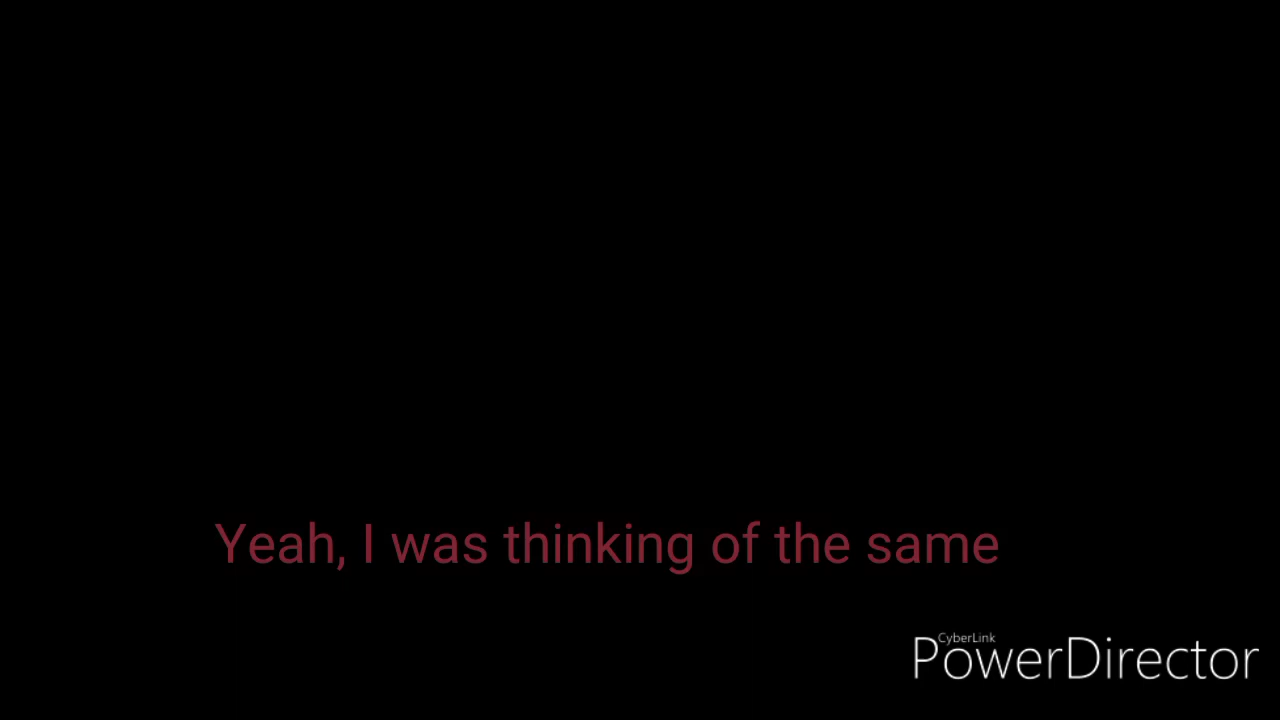 Yeah, I was thinking of the same
CyberLink
PowerDirector